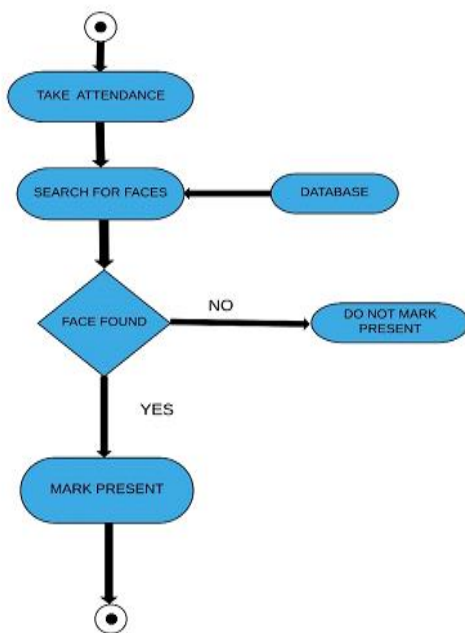 TAKE ATTENDANCE
SEARCH FOR FACES
DATABASE
FACE FOUND
NO
DO NOT MARK
PRESENT
YES
MARK PRESENT